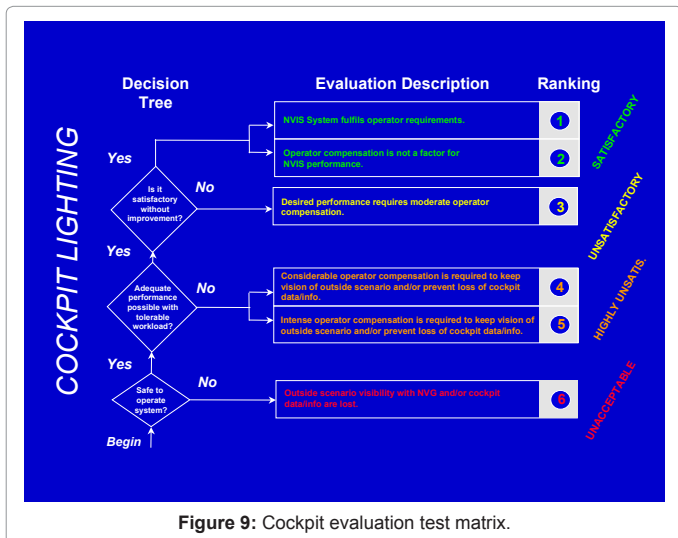 Decision
Tree
Evaluation Description
Ranking
COCKPIT LIGHTING
NVIS System fulfils operator requirements.
1
Operator compensation is not a factor for
NVIS performance.
2
SATISFACTORY
Yes
Is it
satisfactory
without
improvement?
No
Desired performance requires moderate operator
compensation.
3
UNSATISFACTORY
Yes
Adequate
performance
possible with
tolerable
workload?
No
Considerable operator compensation is required to keep
vision of outside scenario and/or prevent loss of cockpit
data/info.
4
Intense operator compensation is required to keep vision of
outside scenario and/or prevent loss of cockpit data/info.
5
HIGHLY UNSATIS.
Yes
Safe to
operate
system?
No
Outside scenario visibility with NVG and/or cockpit
data/info are lost.
6
UNACCEPTABLE
Begin
Figure 9: Cockpit evaluation test matrix.